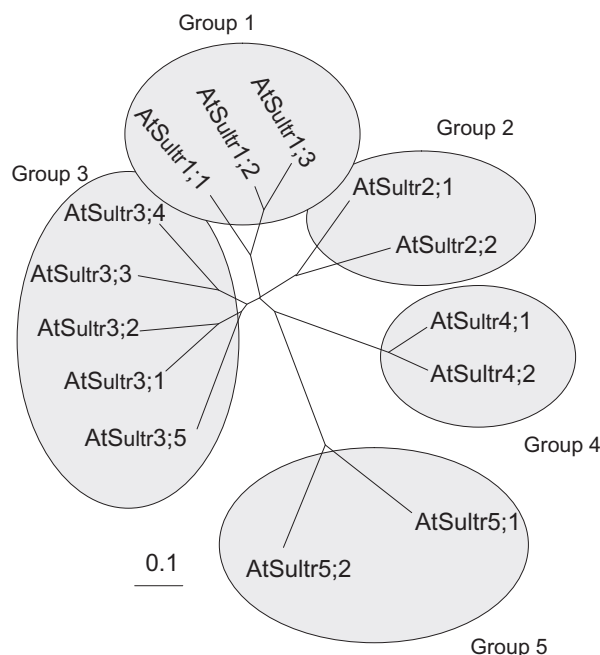 Group 1
AtSultr1;1
AtSultr1;2
AtSultr1;3
Group 2
AtSultr2;1
AtSultr2;2
Group 3
AtSultr3;4
AtSultr3;3
AtSultr3;2
AtSultr3;1
AtSultr3;5
AtSultr4;1
AtSultr4;2
Group 4
AtSultr5;1
AtSultr5;2
Group 5
0.1